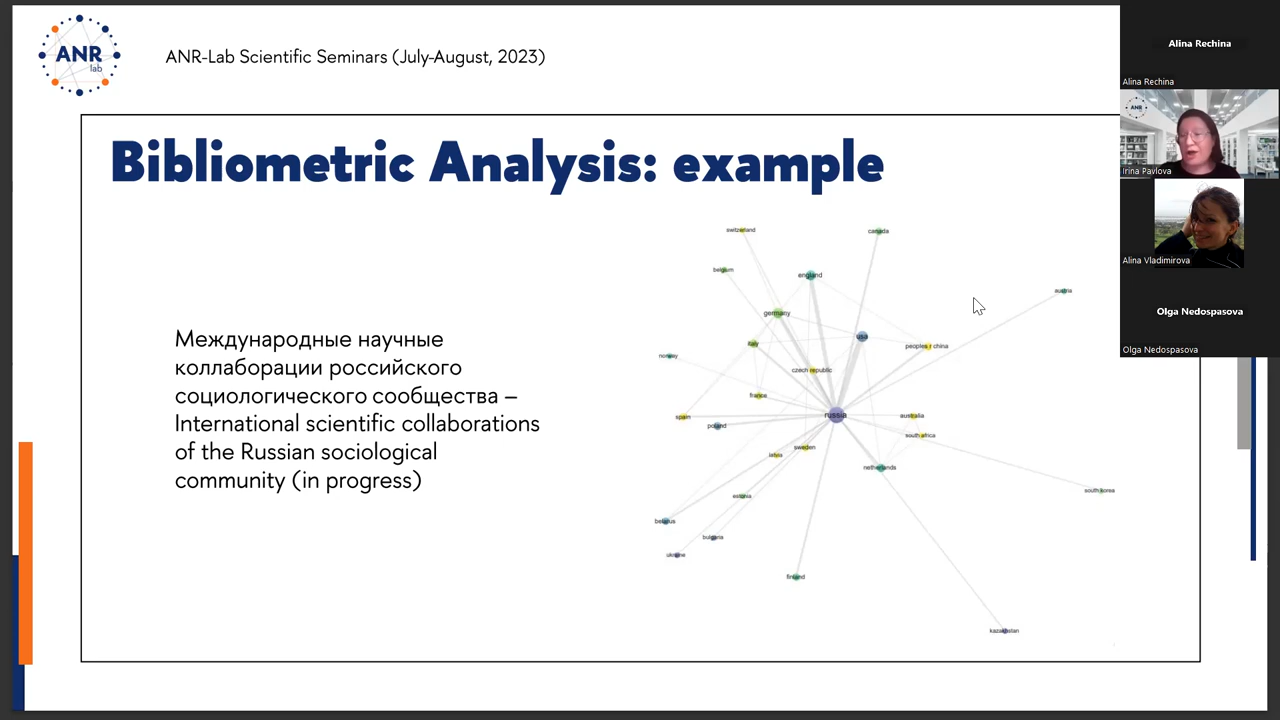 ANR
lab
ANR-Lab Scientific Seminars (July-August, 2023)
Bibliometric Analysis: example
Международные научные
коллаборации российского
социологического сообщества –
International scientific collaborations
of the Russian sociological
community (in progress)
switzerland
canada
belgium
england
austria
germany
usa
italy
peoples r china
norway
czech republic
france
russia
spain
australia
poland
south africa
sweden
latvia
netherlands
south korea
estonia
belarus
bulgaria
ukraine
finland
kazakhstan
Alina Rechina
Alina Rechina
ANR
Irina Pavlova
Alina Vladimirova
Olga Nedospasova
Olga Nedospasova